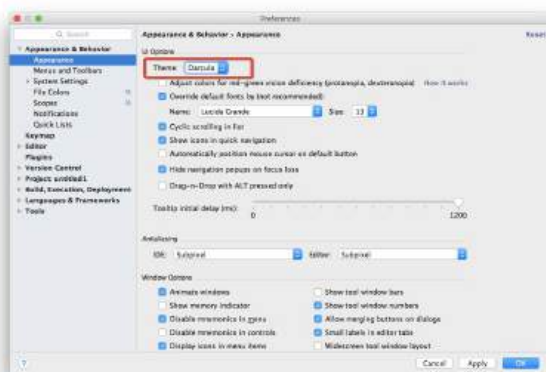 Preferences
Search
Appearance & Behavior
Appearance
Menus and Toolbars
System Settings
File Colors
Scopes
Notifications
Quick Lists
Keymap
Editor
Plugins
Version Control
Project: untitled1
Build, Execution, Deployment
Languages & Frameworks
Tools
Appearance & Behavior › Appearance
Reset
UI Options
Theme: Darcula
Adjust colors for red-green vision deficiency (protanopia, deuteranopia) How it works
Override default fonts by (not recommended):
Name: Lucida Grande Size: 13
Cyclic scrolling in list
Show icons in quick navigation
Automatically position mouse cursor on default button
Hide navigation popups on focus loss
Drag-n-Drop with ALT pressed only
Tooltip initial delay (ms):
0 1200
Antialiasing
IDE: Subpixel Editor: Subpixel
Window Options
Animate windows Show tool window bars
Show memory indicator Show tool window numbers
Disable mnemonics in menu Allow merging buttons on dialogs
Disable mnemonics in controls Small labels in editor tabs
Display icons in menu items Widescreen tool window layout
? Cancel Apply OK